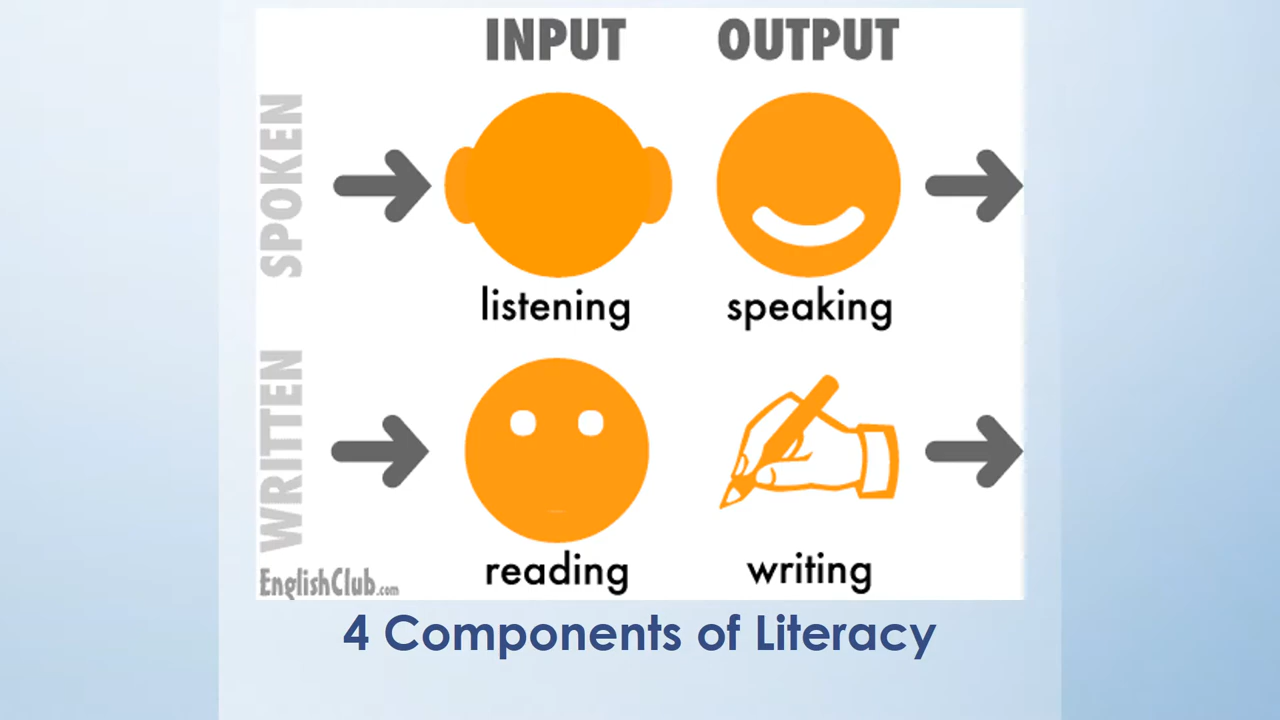 INPUT OUTPUT
SPOKEN
listening speaking
WRITTEN
reading writing
EnglishClub.com
4 Components of Literacy